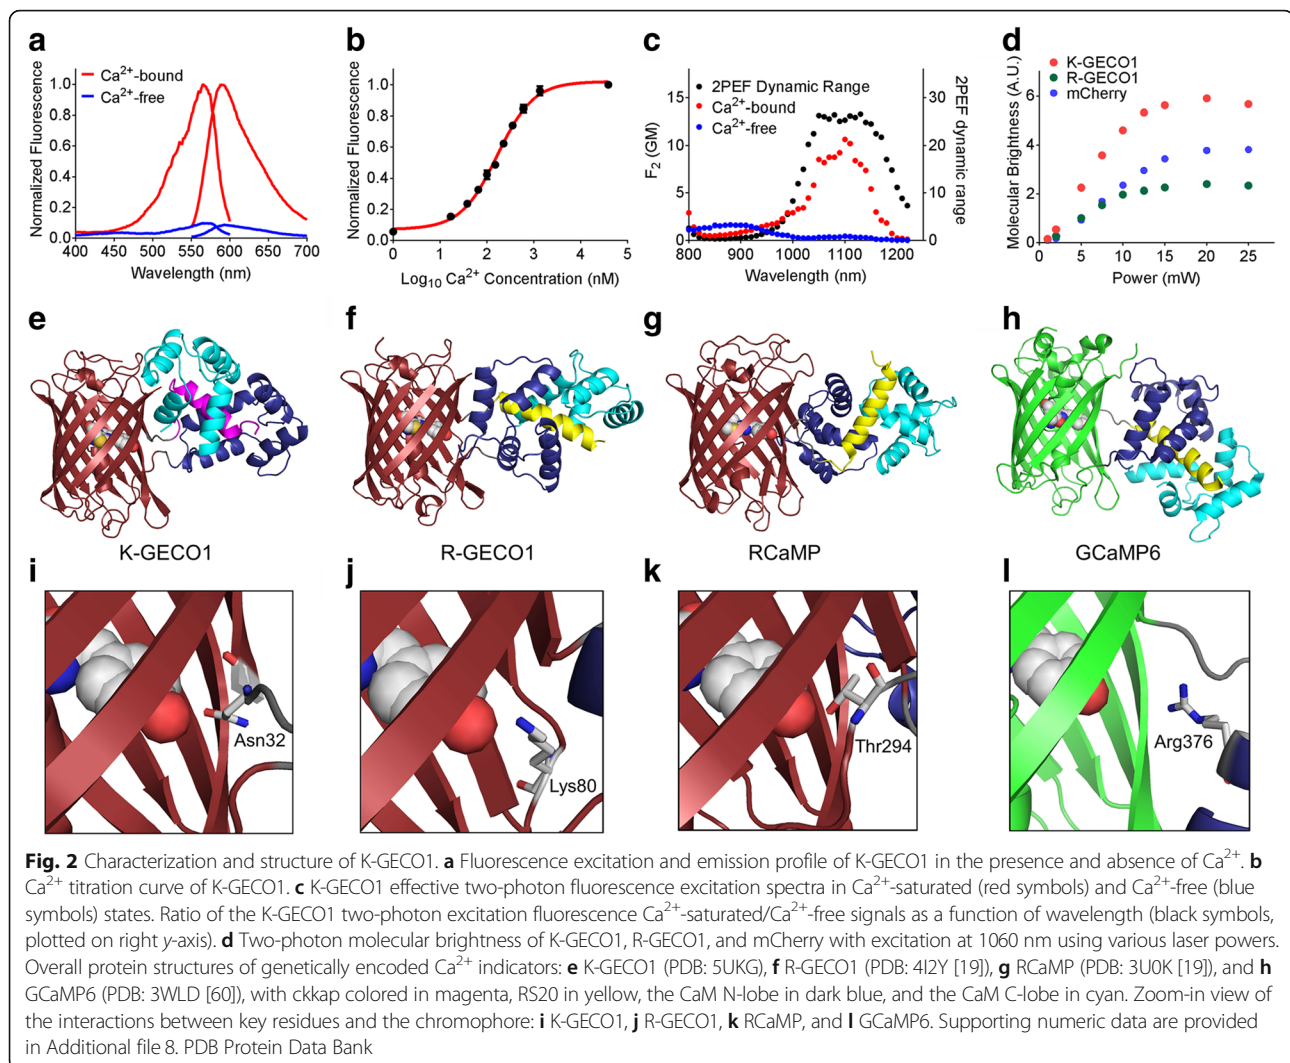 a
Normalized Fluorescence
1.0
0.8
0.6
0.4
0.2
0.0
Ca2+-bound
Ca2+-free
400 450 500 550 600 650 700
Wavelength (nm)
b
Normalized Fluorescence
1.0
0.8
0.6
0.4
0.2
0.0
0 1 2 3 4 5
Log10 Ca2+ Concentration (nM)
c
F2 (GM)
15
10
5
0
2PEF Dynamic Range
Ca2+-bound
Ca2+-free
30
20
10
0
2PEF dynamic range
800 900 1000 1100 1200
Wavelength (nm)
d
Molecular Brightness (A.U.)
6
4
2
0
K-GECO1
R-GECO1
mCherry
0 5 10 15 20 25
Power (mW)
e
K-GECO1
f
R-GECO1
g
RCaMP
h
GCaMP6
i
Asn32
j
Lys80
k
Thr294
l
Arg376
Fig. 2 Characterization and structure of K-GECO1. a Fluorescence excitation and emission profile of K-GECO1 in the presence and absence of Ca2+. b
Ca2+ titration curve of K-GECO1. c K-GECO1 effective two-photon fluorescence excitation spectra in Ca2+-saturated (red symbols) and Ca2+-free (blue
symbols) states. Ratio of the K-GECO1 two-photon excitation fluorescence Ca2+-saturated/Ca2+-free signals as a function of wavelength (black symbols,
plotted on right y-axis). d Two-photon molecular brightness of K-GECO1, R-GECO1, and mCherry with excitation at 1060 nm using various laser powers.
Overall protein structures of genetically encoded Ca2+ indicators: e K-GECO1 (PDB: 5UKG), f R-GECO1 (PDB: 4I2Y [19]), g RCaMP (PDB: 3U0K [19]), and h
GCaMP6 (PDB: 3WLD [60]), with ckkap colored in magenta, RS20 in yellow, the CaM N-lobe in dark blue, and the CaM C-lobe in cyan. Zoom-in view of
the interactions between key residues and the chromophore: i K-GECO1, j R-GECO1, k RCaMP, and l GCaMP6. Supporting numeric data are provided
in Additional file 8. PDB Protein Data Bank